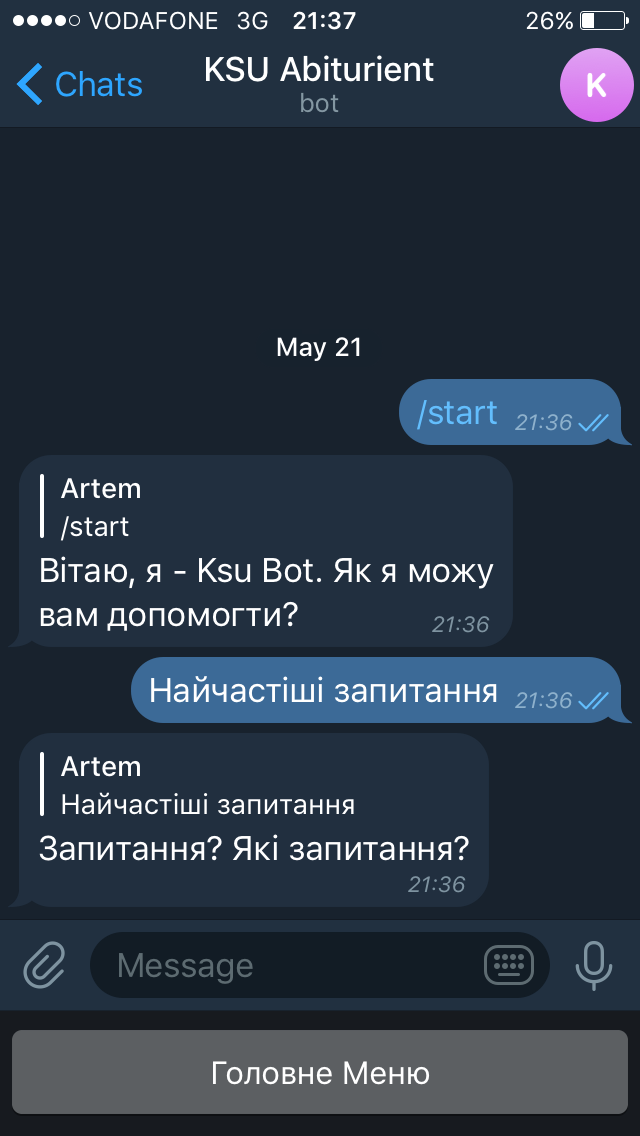 VODAFONE 3G 21:37 26%
Chats
KSU Abiturient
bot
K
May 21
/start 21:36
Artem
/start
Вітаю, я - Ksu Bot. Як я можу
вам допомогти? 21:36
Найчастіші запитання 21:36
Artem
Найчастіші запитання
Запитання? Які запитання?
21:36
Message
Головне Меню